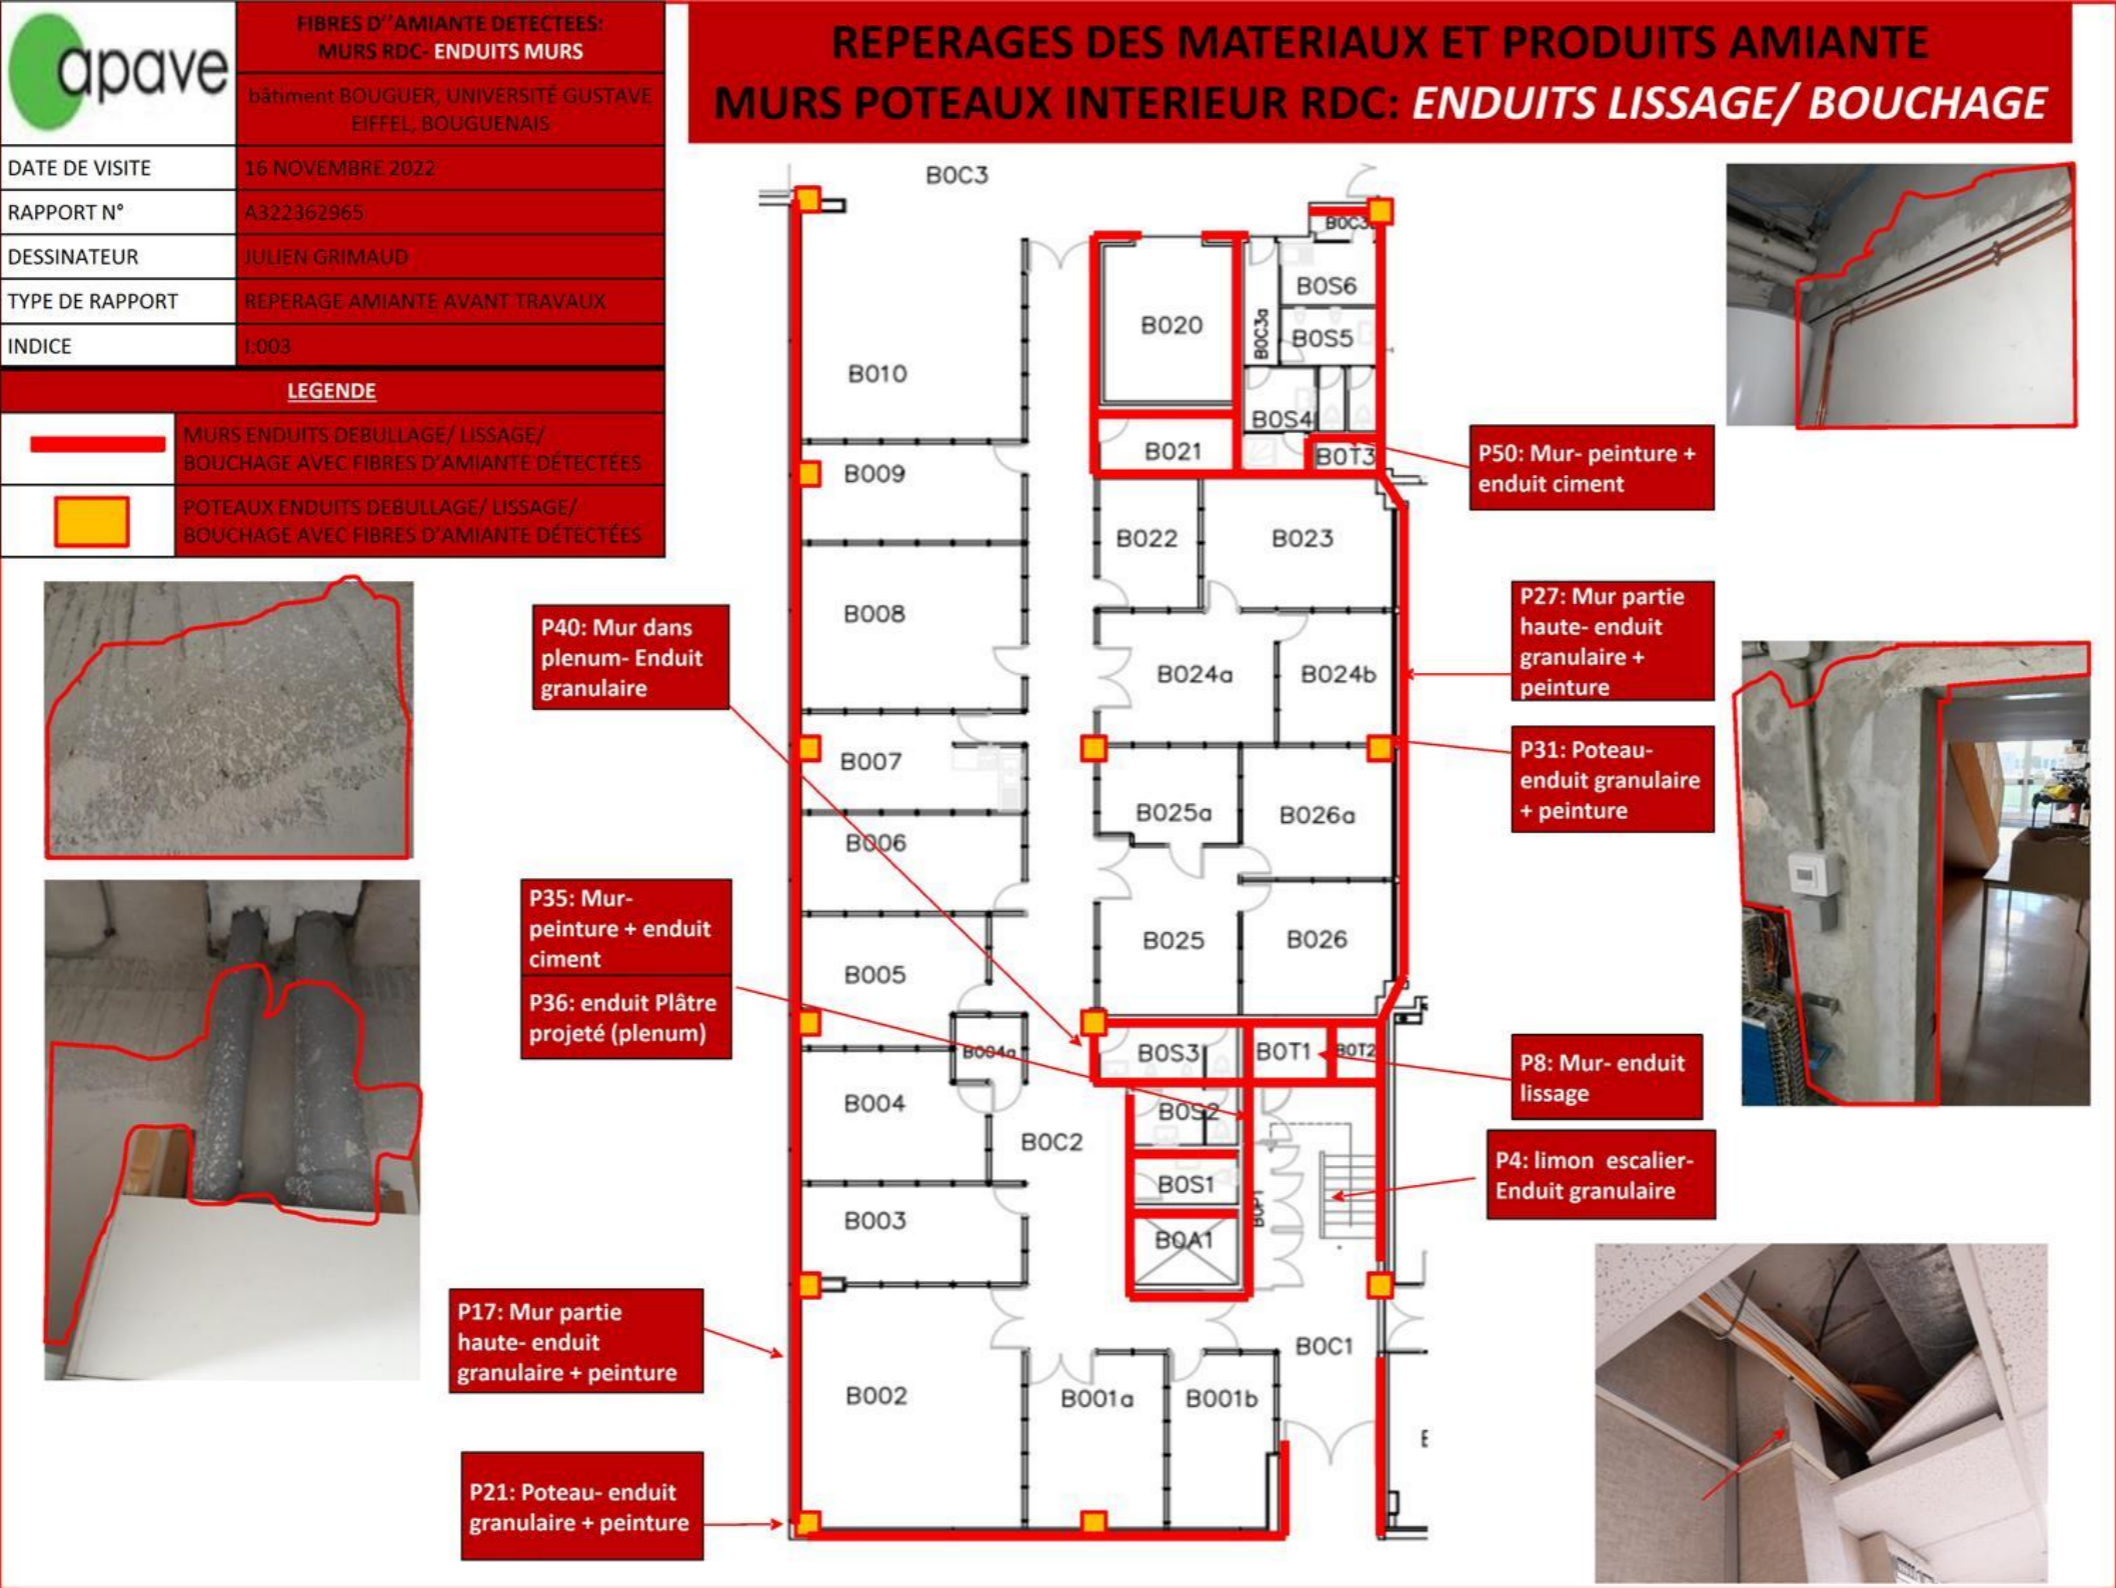 apave
FIBRES D''AMIANTE DETECTEES:
MURS RDC- ENDUITS MURS
bâtiment BOUGUER, UNIVERSITÉ GUSTAVE
EIFFEL, BOUGUENAIS
DATE DE VISITE
16 NOVEMBRE 2022
RAPPORT N°
A322362965
DESSINATEUR
JULIEN GRIMAUD
TYPE DE RAPPORT
REPERAGE AMIANTE AVANT TRAVAUX
INDICE
I:003
LEGENDE
MURS ENDUITS DEBULLAGE/ LISSAGE/
BOUCHAGE AVEC FIBRES D'AMIANTE DÉTECTÉES
POTEAUX ENDUITS DEBULLAGE/ LISSAGE/
BOUCHAGE AVEC FIBRES D'AMIANTE DÉTECTÉES
REPERAGES DES MATERIAUX ET PRODUITS AMIANTE
MURS POTEAUX INTERIEUR RDC: ENDUITS LISSAGE/ BOUCHAGE
B0C3
B0S6
B020
B0C3a
B0S5
B010
B0S4
B021
B0T3
B009
B022
B023
B008
B024a
B024b
B007
B025a
B026a
B006
B025
B026
B005
B004a
B0S3
B0T1
B0T2
B004
B0S2
B0C2
B0S1
B003
B0P1
B0A1
B0C1
B002
B001a
B001b
P40: Mur dans
plenum- Enduit
granulaire
P35: Mur-
peinture + enduit
ciment
P36: enduit Plâtre
projeté (plenum)
P17: Mur partie
haute- enduit
granulaire + peinture
P21: Poteau- enduit
granulaire + peinture
P50: Mur- peinture +
enduit ciment
P27: Mur partie
haute- enduit
granulaire +
peinture
P31: Poteau-
enduit granulaire
+ peinture
P8: Mur- enduit
lissage
P4: limon escalier-
Enduit granulaire